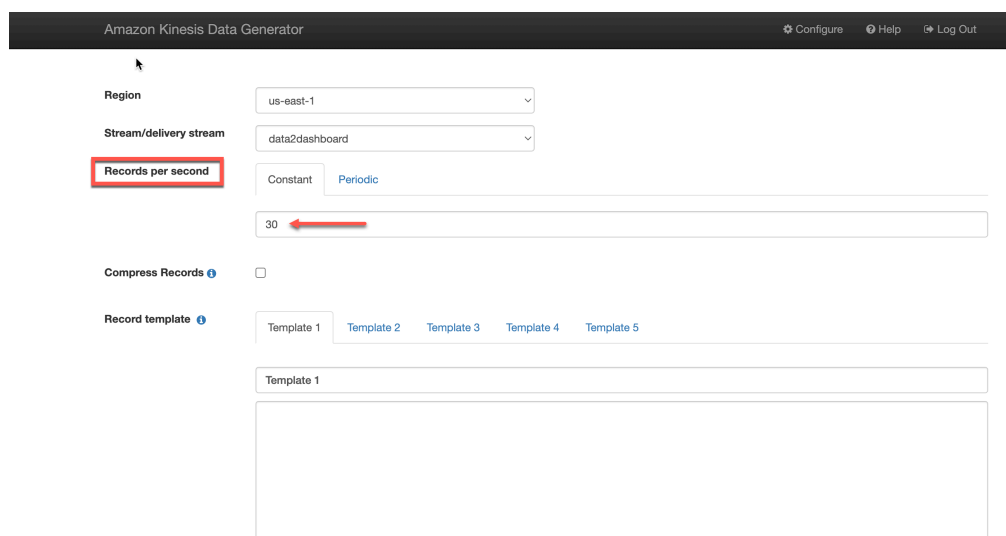 Amazon Kinesis Data Generator
Configure
Help
Log Out
Region
us-east-1
Stream/delivery stream
data2dashboard
Records per second
Constant
Periodic
30
Compress Records
Record template
Template 1
Template 2
Template 3
Template 4
Template 5
Template 1